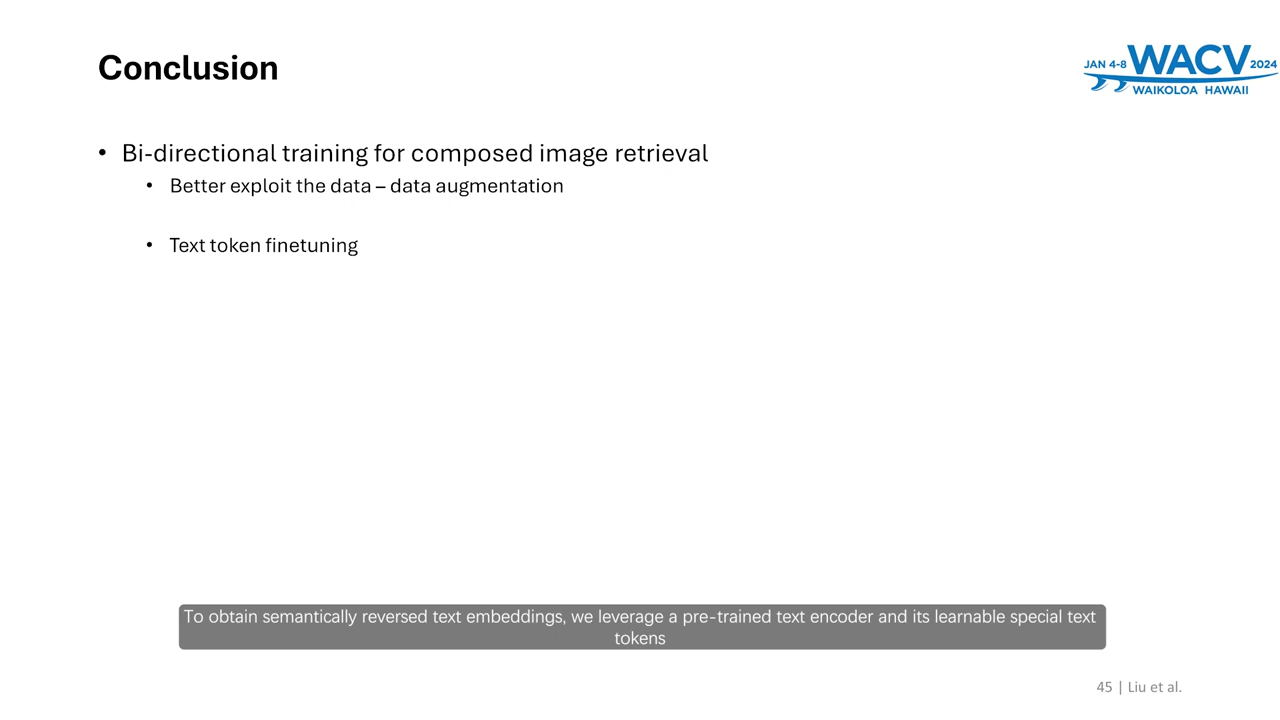 Conclusion
JAN 4-8 WACV 2024
WAIKOLOA HAWAII
• Bi-directional training for composed image retrieval
• Better exploit the data – data augmentation
• Text token finetuning
To obtain semantically reversed text embeddings, we leverage a pre-trained text encoder and its learnable special text
tokens
45 | Liu et al.